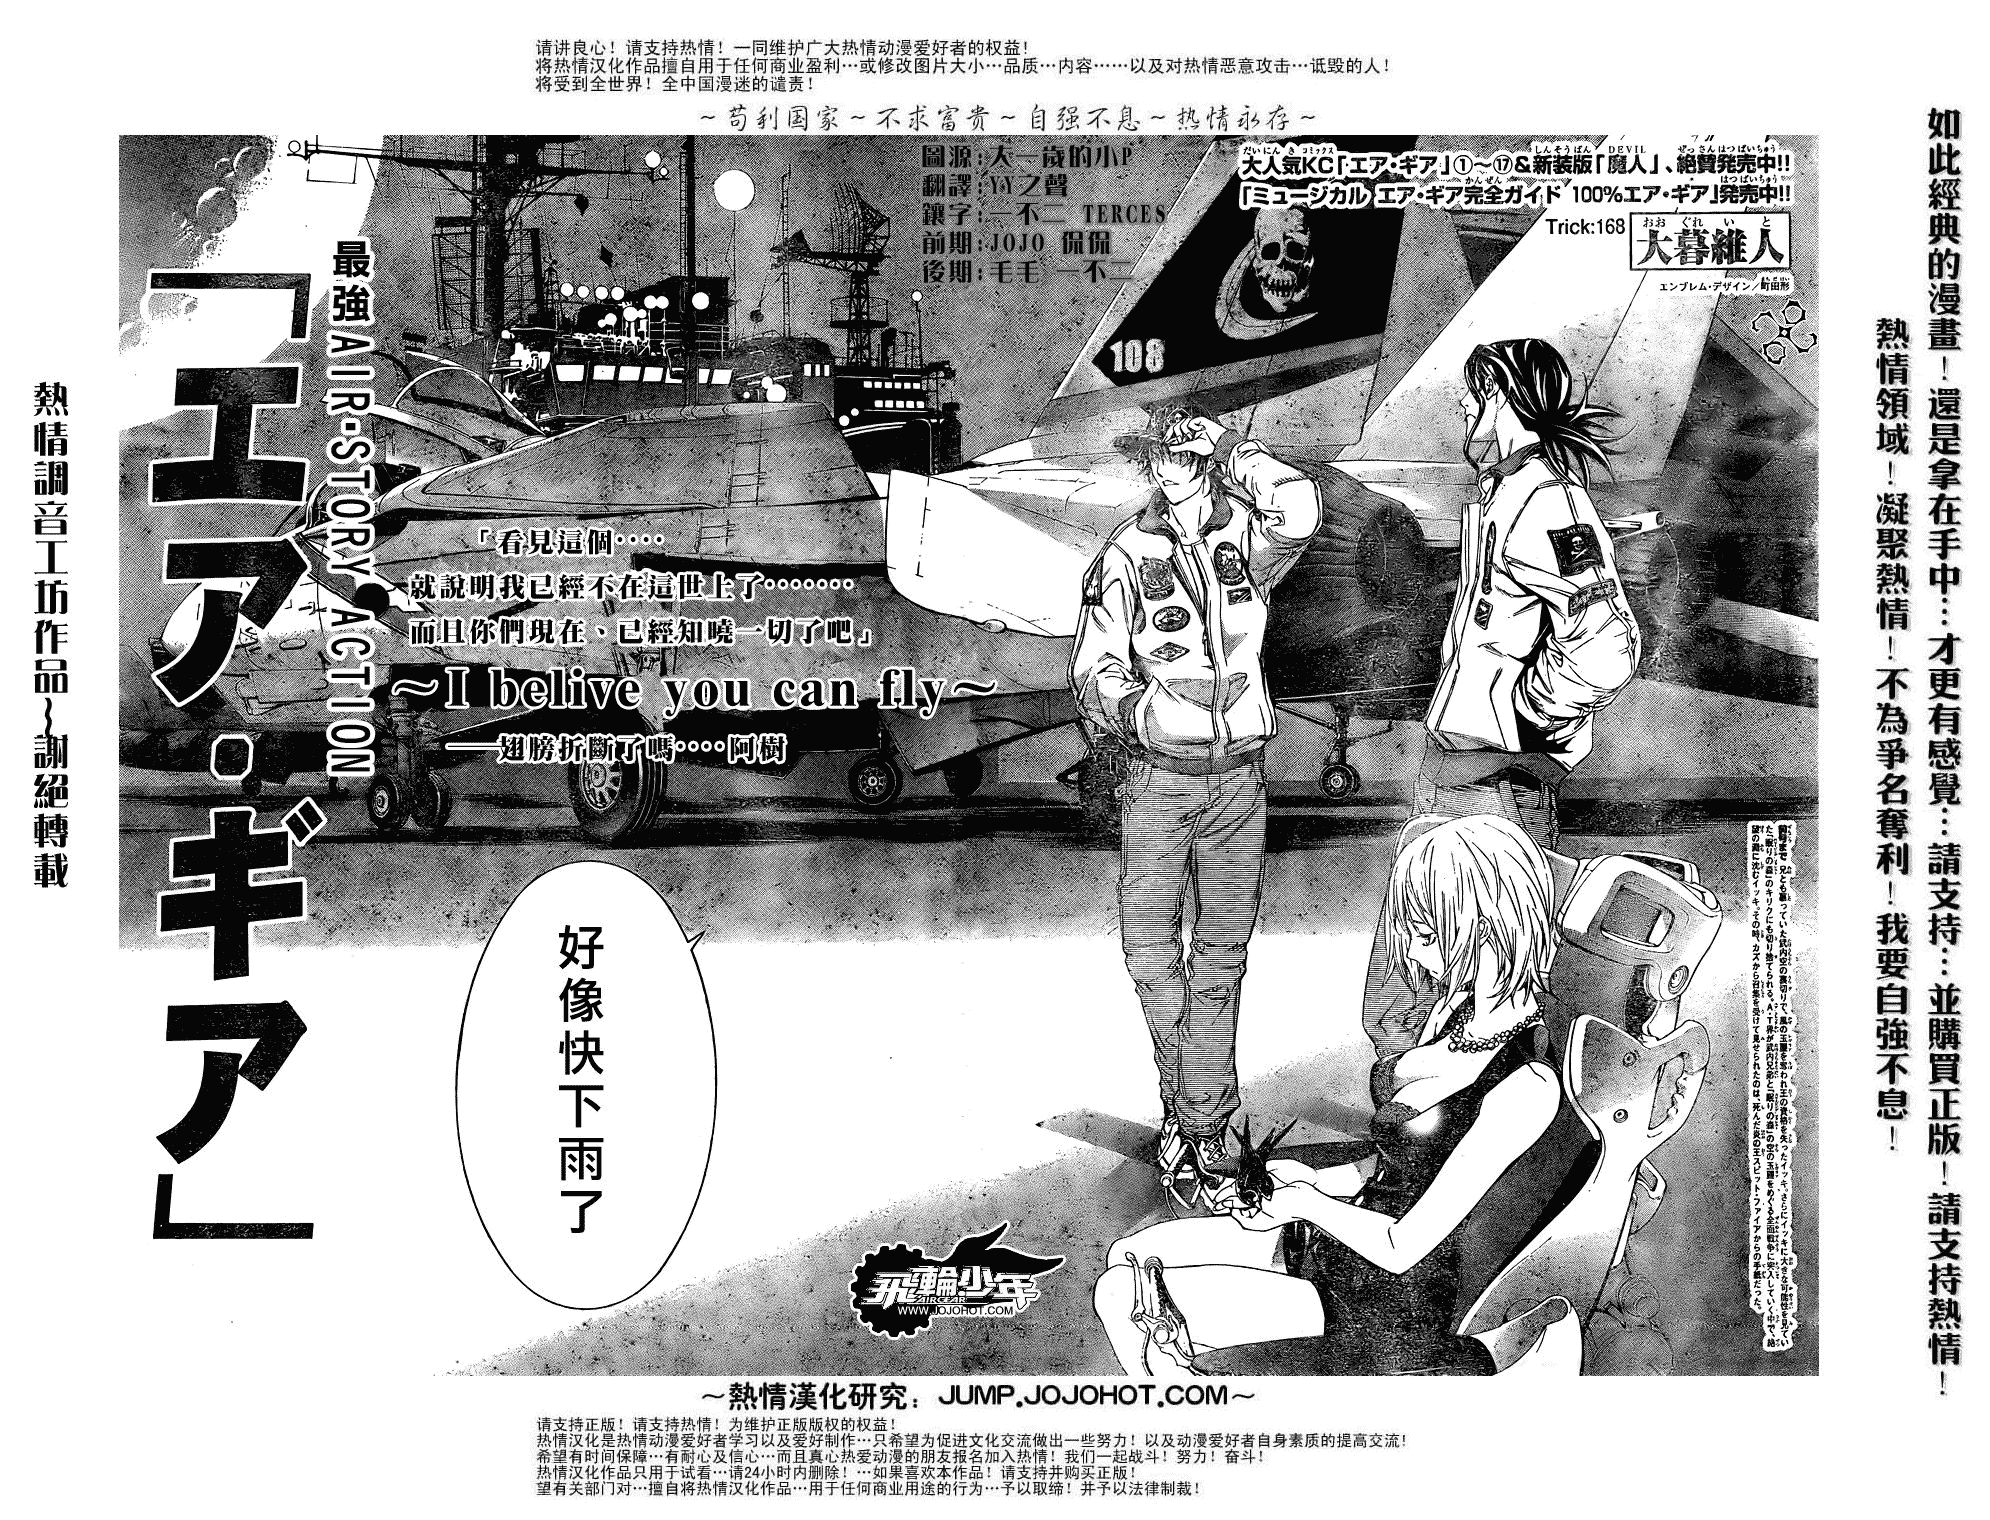 请讲良心！请支持热情！一同维护广大热情动漫爱好者的权益！
将热情汉化作品擅自用于任何商业盈利…或修改图片大小…品质…内容……以及对热情恶意攻击…诋毁的人！
将受到全世界！全中国漫迷的谴责！
～苟利国家～不求富贵～自强不息～热情永存～
如此經典的漫畫！還是拿在手中…才更有感覺…請支持…並購買正版！請支持熱情！
熱情領域！凝聚熱情！不為爭名奪利！我要自強不息！
大人気KC「エア・ギア」①～⑰&新装版「魔人」、絶賛発売中!!
「ミュージカル エア・ギア完全ガイド 100%エア・ギア」発売中!!
Trick:168
大暮維人
おおぐれいと
エンブレム・デザイン/町田形
圖源:大一歲的小P
翻譯:YY之聲
鑲字:一不二 TERCES
前期:JOJO 侃侃
後期:毛毛 一不二
108
最強AIR-STORY●ACTION
「エア・ギア」
「看見這個‥‥
就說明我已經不在這世上了‥‥‥‥
而且你們現在、已經知曉一切了吧」
～I belive you can fly～
──翅膀折斷了嗎‥‥阿樹
好像快下雨了
飛輪少年
AIRGEAR
WWW.JOJOHOT.COM
熱情調音工坊作品～謝絕轉載
～熱情漢化研究：JUMP.JOJOHOT.COM～
请支持正版！请支持热情！为维护正版版权的权益！
热情汉化是热情动漫爱好者学习以及爱好制作…只希望为促进文化交流做出一些努力！以及动漫爱好者自身素质的提高交流！
希望有时间保障…有耐心及信心…而且真心热爱动漫的朋友报名加入热情！我们一起战斗！努力！奋斗！
热情汉化作品只用于试看…请24小时内删除！…如果喜欢本作品！请支持并购买正版！
望有关部门对…擅自将热情汉化作品…用于任何商业用途的行为…予以取缔！并予以法律制裁！